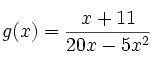 g(x) = \frac{x + 11}{20x - 5x^2}